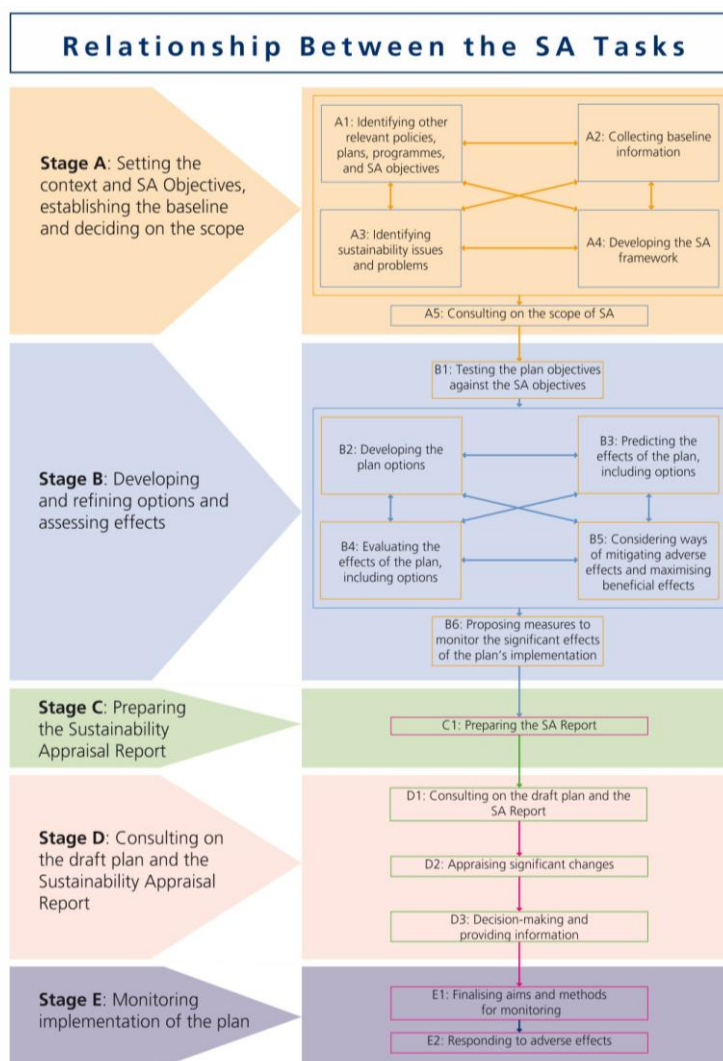 Relationship Between the SA Tasks
Stage A: Setting the
context and SA Objectives,
establishing the baseline
and deciding on the scope
A1: Identifying other
relevant policies,
plans, programmes,
and SA objectives
A2: Collecting baseline
information
A3: Identifying
sustainability issues
and problems
A4: Developing the SA
framework
A5: Consulting on the scope of SA
Stage B: Developing
and refining options and
assessing effects
B1: Testing the plan objectives
against the SA objectives
B2: Developing the
plan options
B3: Predicting the
effects of the plan,
including options
B4: Evaluating the
effects of the plan,
including options
B5: Considering ways
of mitigating adverse
effects and maximising
beneficial effects
B6: Proposing measures to
monitor the significant effects
of the plan's implementation
Stage C: Preparing
the Sustainability
Appraisal Report
C1: Preparing the SA Report
Stage D: Consulting on
the draft plan and the
Sustainability Appraisal
Report
D1: Consulting on the draft plan and the
SA Report
D2: Appraising significant changes
D3: Decision-making and
providing information
Stage E: Monitoring
implementation of the plan
E1: Finalising aims and methods
for monitoring
E2: Responding to adverse effects